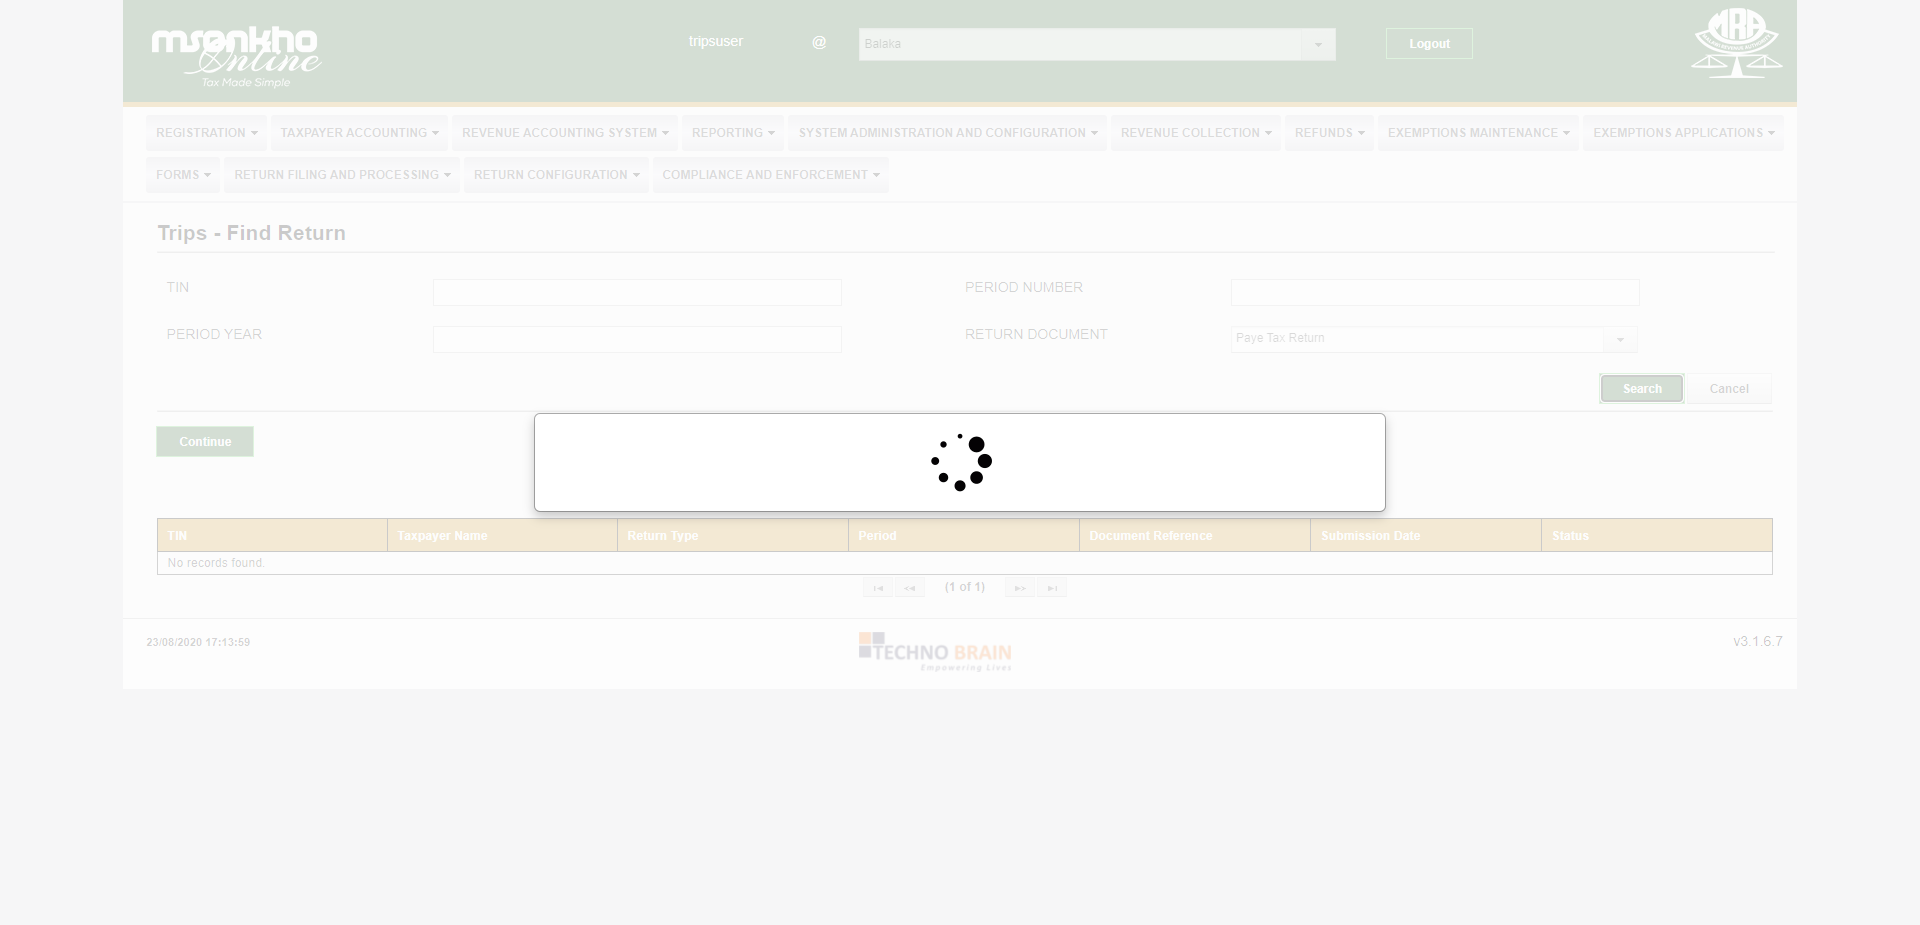 msonkho
Online
Tax Made Simple
tripsuser @ Balaka Logout
MRA
MALAWI REVENUE AUTHORITY
REGISTRATION TAXPAYER ACCOUNTING REVENUE ACCOUNTING SYSTEM REPORTING SYSTEM ADMINISTRATION AND CONFIGURATION REVENUE COLLECTION REFUNDS EXEMPTIONS MAINTENANCE EXEMPTIONS APPLICATIONS
FORMS RETURN FILING AND PROCESSING RETURN CONFIGURATION COMPLIANCE AND ENFORCEMENT
Trips - Find Return
TIN PERIOD NUMBER
PERIOD YEAR RETURN DOCUMENT Paye Tax Return
Search Cancel
Continue
TIN Taxpayer Name Return Type Period Document Reference Submission Date Status
No records found.
(1 of 1)
23/08/2020 17:13:59 TECHNO BRAIN v3.1.6.7
Empowering Lives